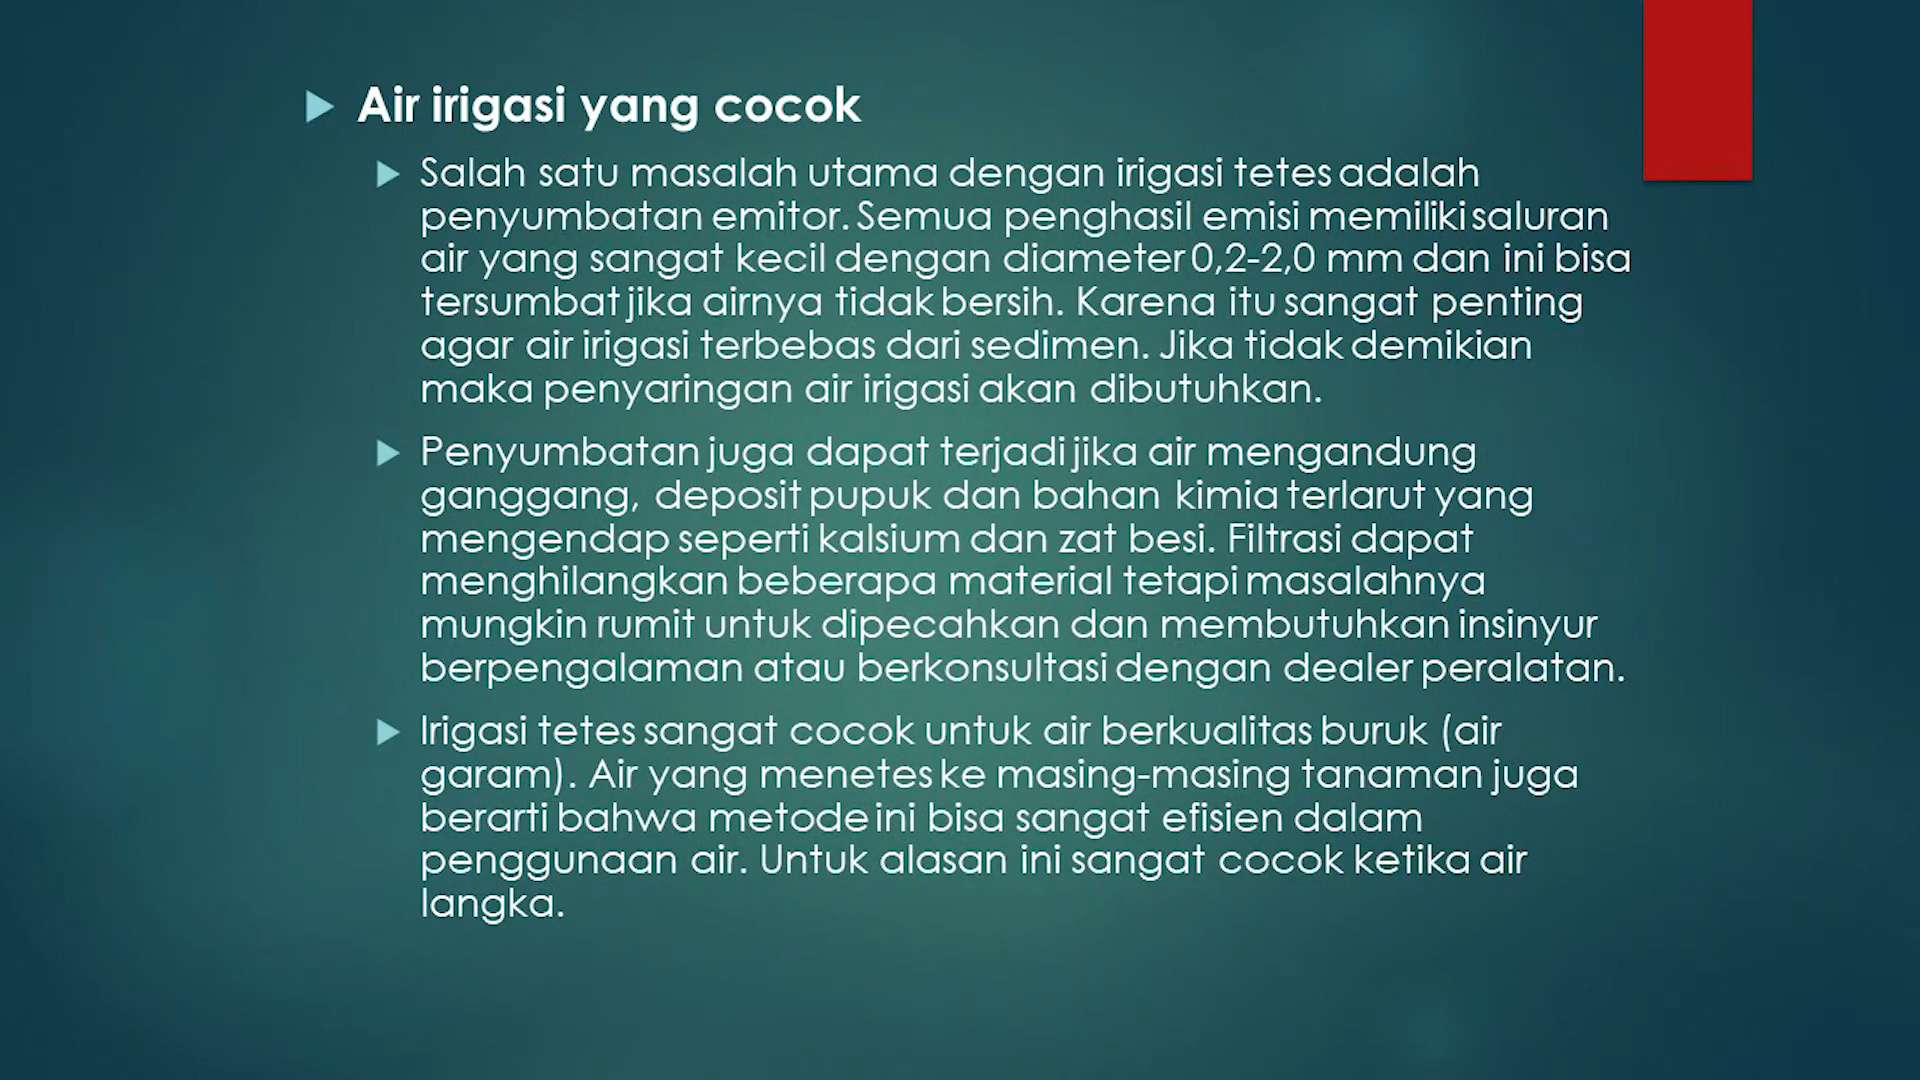 Air irigasi yang cocok
Salah satu masalah utama dengan irigasi tetes adalah
penyumbatan emitor. Semua penghasil emisi memiliki saluran
air yang sangat kecil dengan diameter 0,2-2,0 mm dan ini bisa
tersumbat jika airnya tidak bersih. Karena itu sangat penting
agar air irigasi terbebas dari sedimen. Jika tidak demikian
maka penyaringan air irigasi akan dibutuhkan.
Penyumbatan juga dapat terjadi jika air mengandung
ganggang, deposit pupuk dan bahan kimia terlarut yang
mengendap seperti kalsium dan zat besi. Filtrasi dapat
menghilangkan beberapa material tetapi masalahnya
mungkin rumit untuk dipecahkan dan membutuhkan insinyur
berpengalaman atau berkonsultasi dengan dealer peralatan.
Irigasi tetes sangat cocok untuk air berkualitas buruk (air
garam). Air yang menetes ke masing-masing tanaman juga
berarti bahwa metode ini bisa sangat efisien dalam
penggunaan air. Untuk alasan ini sangat cocok ketika air
langka.